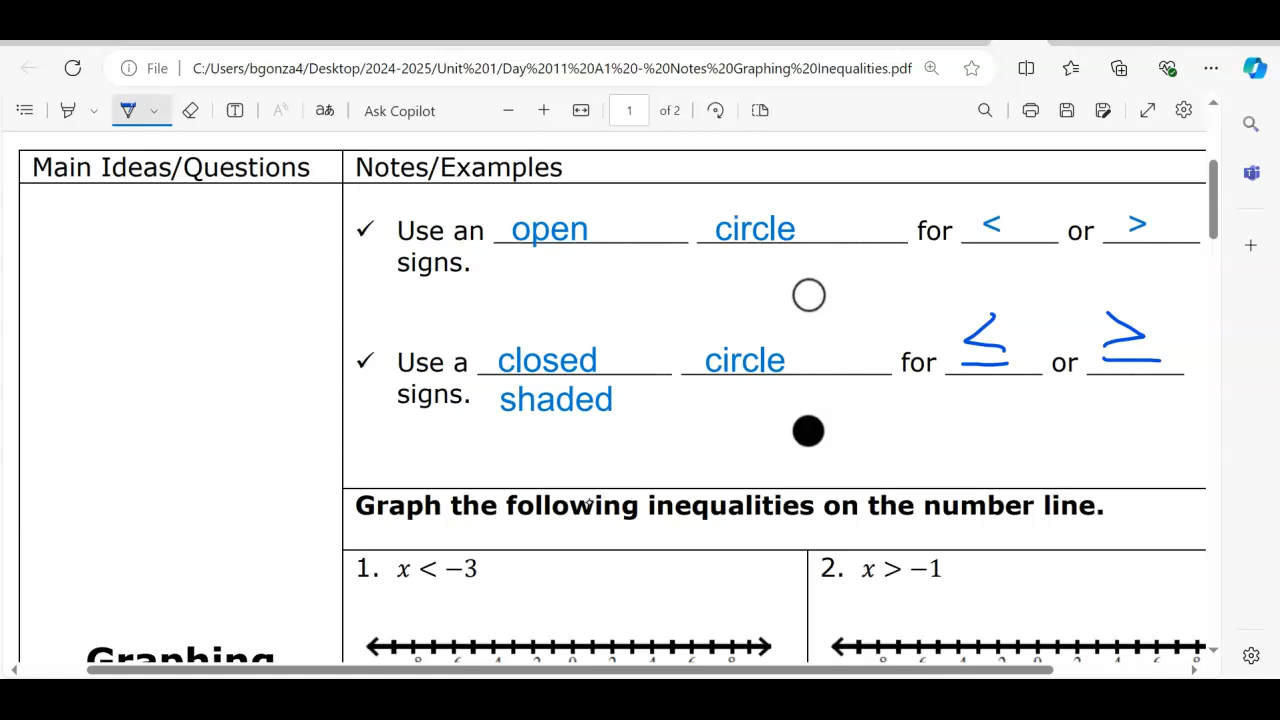 File C:/Users/bgonza4/Desktop/2024-2025/Unit%201/Day%2011%20A1%20-%20Notes%20Graphing%20Inequalities.pdf
Ask Copilot 1 of 2
Main Ideas/Questions Notes/Examples
✓ Use an open circle for < or >
signs.
✓ Use a closed circle for ≤ or ≥
signs. shaded
Graph the following inequalities on the number line.
1. x < −3 2. x > −1
Graphing